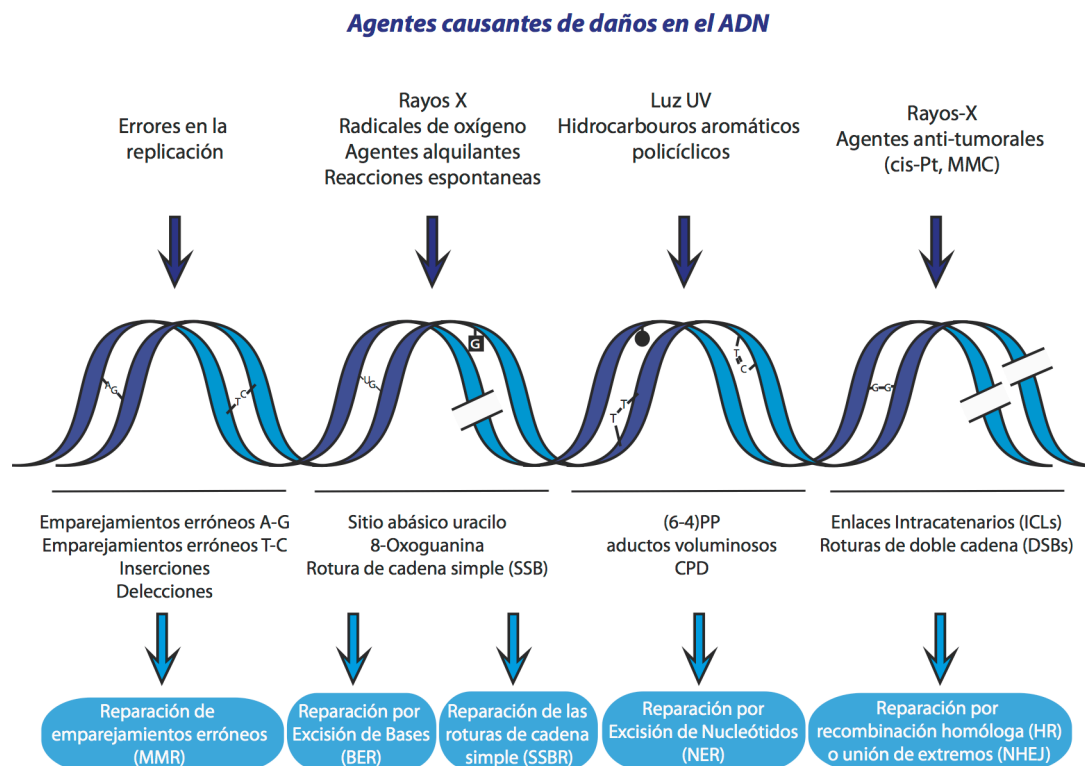 Agentes causantes de daños en el ADN
Errores en la
replicación
Rayos X
Radicales de oxígeno
Agentes alquilantes
Reacciones espontaneas
Luz UV
Hidrocarbouros aromáticos
policíclicos
Rayos-X
Agentes anti-tumorales
(cis-Pt, MMC)
AG
TC
UG
G
T
T
T
C
G-G
Emparejamientos erróneos A-G
Emparejamientos erróneos T-C
Inserciones
Delecciones
Sitio abásico uracilo
8-Oxoguanina
Rotura de cadena simple (SSB)
(6-4)PP
aductos voluminosos
CPD
Enlaces Intracatenarios (ICLs)
Roturas de doble cadena (DSBs)
Reparación de
emparejamientos erróneos
(MMR)
Reparación por
Excisión de Bases
(BER)
Reparación de las
roturas de cadena
simple (SSBR)
Reparación por
Excisión de Nucleótidos
(NER)
Reparación por
recombinación homóloga (HR)
o unión de extremos (NHEJ)